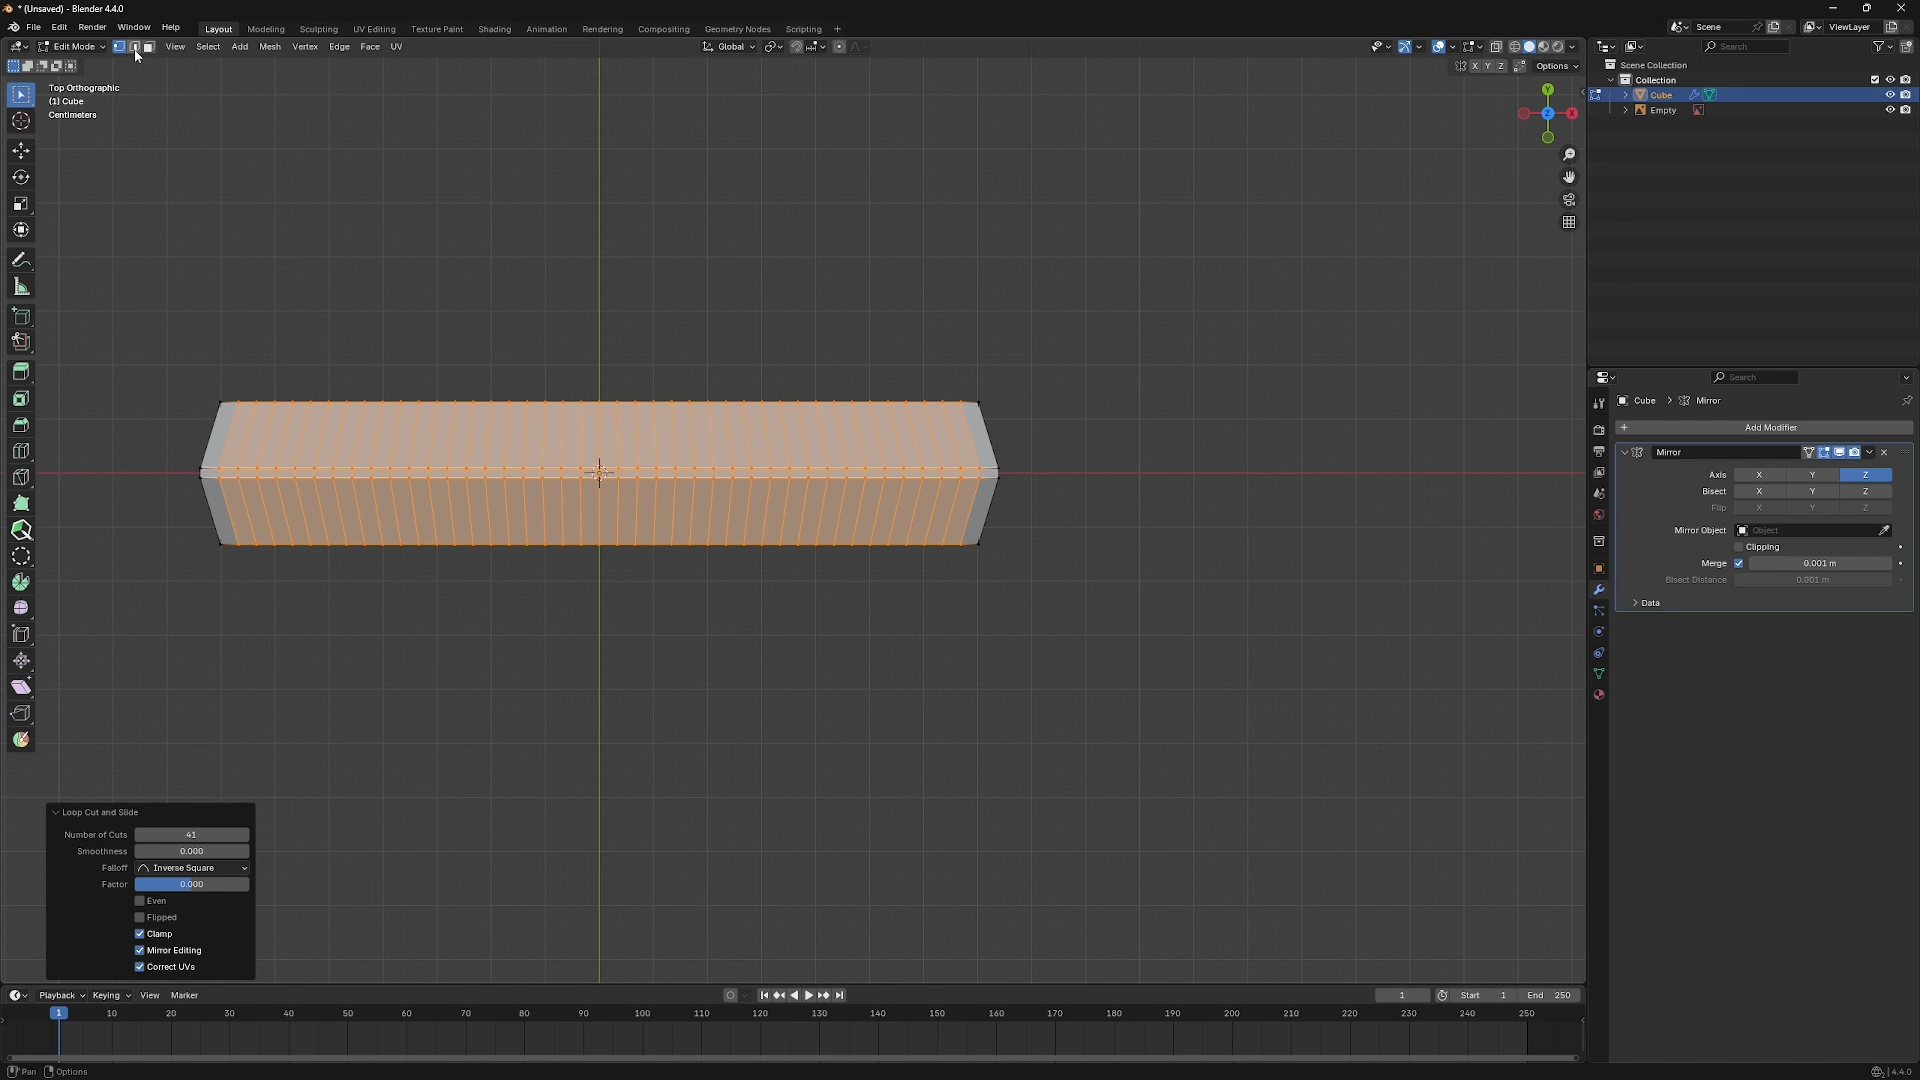 * (Unsaved) - Blender 4.4.0
File Edit Render Window Help Layout Modeling Sculpting UV Editing Texture Paint Shading Animation Rendering Compositing Geometry Nodes Scripting + Scene ViewLayer
Edit Mode View Select Add Mesh Vertex Edge Face UV Global Search
X Y Z Options
Top Orthographic
(1) Cube
Centimeters
Y
Z X
Scene Collection
Collection
Cube
Empty
Search
Cube > Mirror
+ Add Modifier
Mirror
Axis X Y Z
Bisect X Y Z
Flip X Y Z
Mirror Object Object
Clipping
Merge 0.001 m
Bisect Distance 0.001 m
Data
Loop Cut and Slide
Number of Cuts 41
Smoothness 0.000
Falloff Inverse Square
Factor 0.000
Even
Flipped
Clamp
Mirror Editing
Correct UVs
Playback Keying View Marker 1 Start 1 End 250
1 10 20 30 40 50 60 70 80 90 100 110 120 130 140 150 160 170 180 190 200 210 220 230 240 250
Pan Options 4.4.0